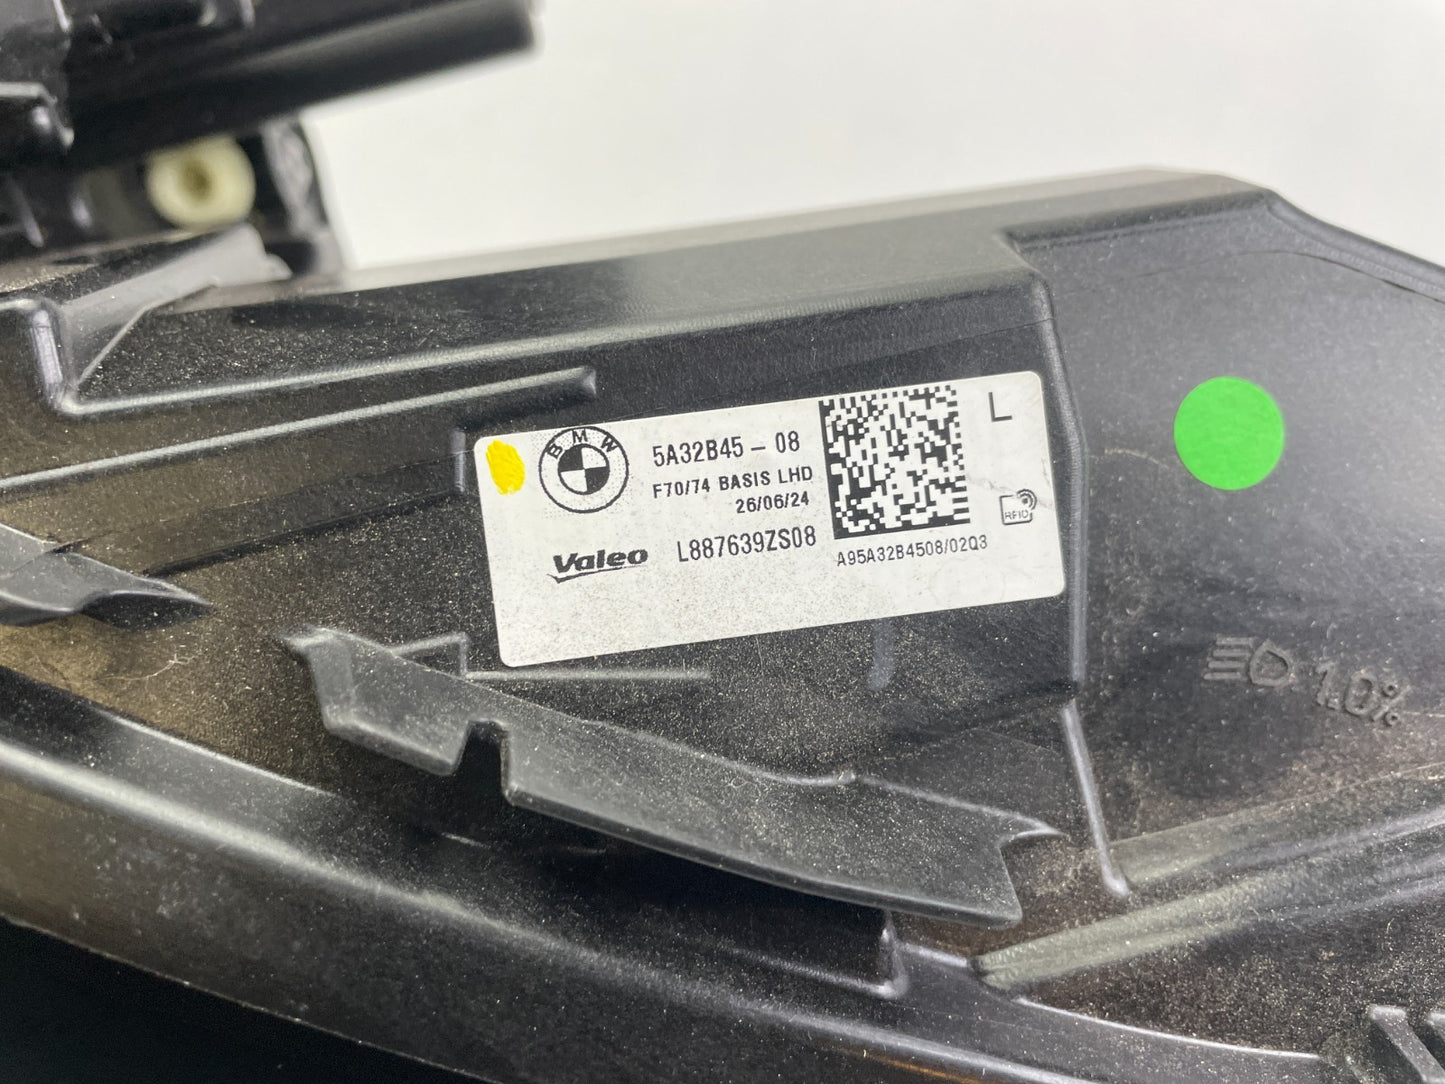 BMW
5A32B45-08
F70/74 BASIS LHD
26/06/24
Valeo
L887639ZS08
L
RFID
A95A32B4508/02Q3
1.0%